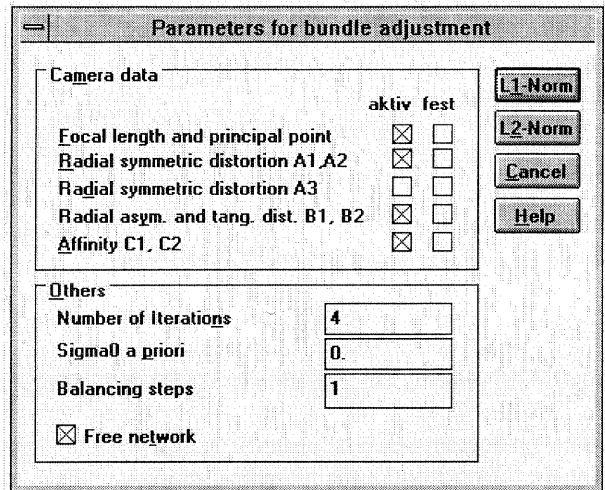 Parameters for bundle adjustment
Camera data
aktiv fest
Focal length and principal point
Radial symmetric distortion A1,A2
Radial symmetric distortion A3
Radial asym. and tang. dist. B1, B2
Affinity C1, C2
L1-Norm
L2-Norm
Cancel
Help
Others
Number of Iterations 4
Sigma0 a priori 0.
Balancing steps 1
Free network